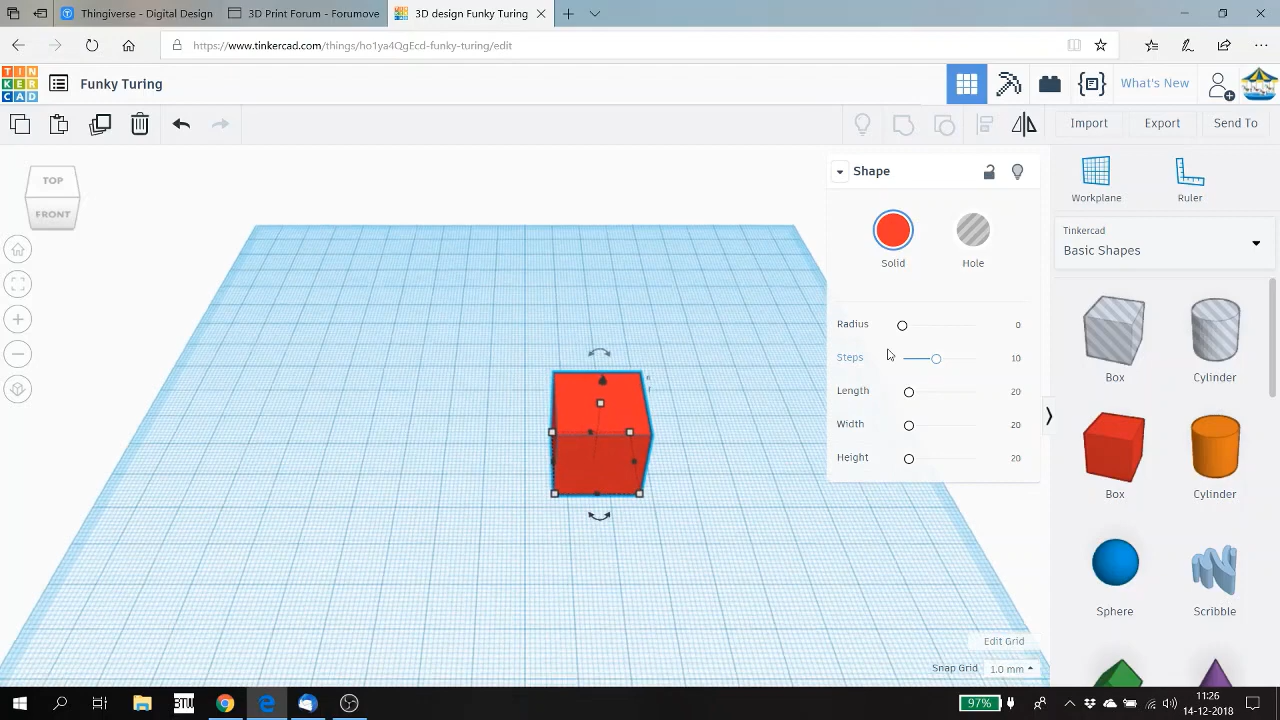 Thingiverse - Digital Design
3D Print Forum - Forumove
3D design Funky Turing
https://www.tinkercad.com/things/ho1ya4QgEcd-funky-turing/edit
TIN
KER
CAD
Funky Turing
What's New
Import
Export
Send To
TOP
FRONT
Shape
Solid
Hole
Radius 0
Steps 10
Length 20
Width 20
Height 20
Workplane
Ruler
Tinkercad
Basic Shapes
Box
Cylinder
Box
Cylinder
Sphere
Scribble
Edit Grid
Snap Grid 1.0 mm
97%
11:26
14-12-2018